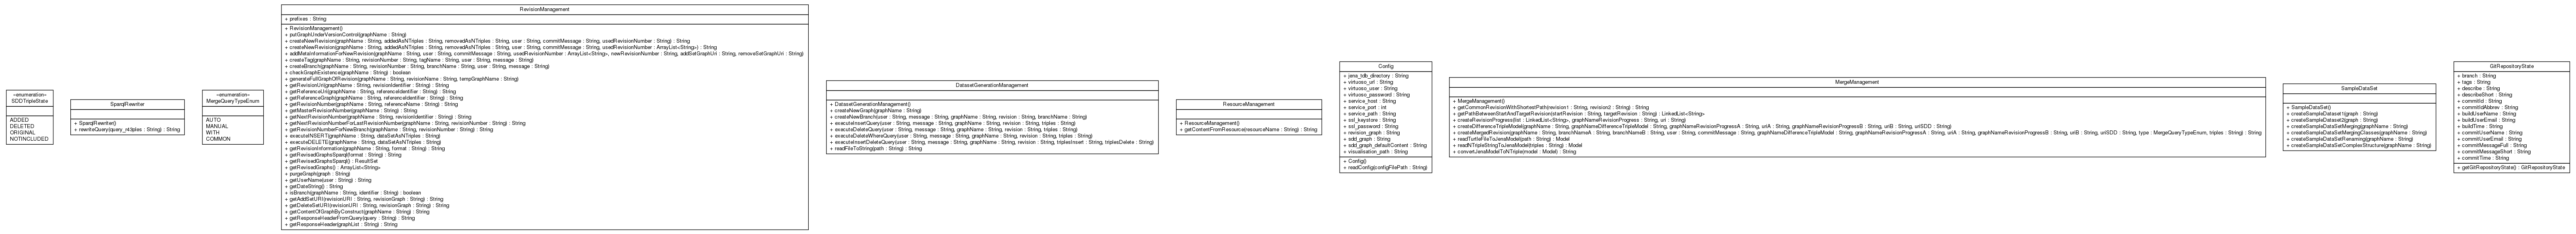 «enumeration»
SDDTripleState
ADDED
DELETED
ORIGINAL
NOTINCLUDED
SparqlRewriter
+ SparqlRewriter()
+ rewriteQuery(query_r43ples : String) : String
«enumeration»
MergeQueryTypeEnum
AUTO
MANUAL
WITH
COMMON
RevisionManagement
+ prefixes : String
+ RevisionManagement()
+ putGraphUnderVersionControl(graphName : String)
+ createNewRevision(graphName : String, addedAsNTriples : String, removedAsNTriples : String, user : String, commitMessage : String, usedRevisionNumber : String) : String
+ createNewRevision(graphName : String, addedAsNTriples : String, removedAsNTriples : String, user : String, commitMessage : String, usedRevisionNumber : ArrayList<String>) : String
+ addMetaInformationForNewRevision(graphName : String, user : String, commitMessage : String, usedRevisionNumber : ArrayList<String>, newRevisionNumber : String, addSetGraphUri : String, removeSetGraphUri : String)
+ createTag(graphName : String, revisionNumber : String, tagName : String, user : String, message : String)
+ createBranch(graphName : String, revisionNumber : String, branchName : String, user : String, message : String)
+ checkGraphExistence(graphName : String) : boolean
+ generateFullGraphOfRevision(graphName : String, revisionName : String, tempGraphName : String)
+ getRevisionUri(graphName : String, revisionIdentifier : String) : String
+ getReferenceUri(graphName : String, referenceIdentifier : String) : String
+ getReferenceGraph(graphName : String, referenceIdentifier : String) : String
+ getRevisionNumber(graphName : String, referenceName : String) : String
+ getMasterRevisionNumber(graphName : String) : String
+ getNextRevisionNumber(graphName : String, revisionIdentifier : String) : String
+ getNextRevisionNumberForLastRevisionNumber(graphName : String, revisionNumber : String) : String
+ getRevisionNumberForNewBranch(graphName : String, revisionNumber : String) : String
+ executeINSERT(graphName : String, dataSetAsNTriples : String)
+ executeDELETE(graphName : String, dataSetAsNTriples : String)
+ getRevisionInformation(graphName : String, format : String) : String
+ getRevisedGraphsSparql(format : String) : String
+ getRevisedGraphsSparql() : ResultSet
+ getRevisedGraphs() : ArrayList<String>
+ purgeGraph(graph : String)
+ getUserName(user : String) : String
+ getDateString() : String
+ isBranch(graphName : String, identifier : String) : boolean
+ getAddSetURI(revisionURI : String, revisionGraph : String) : String
+ getDeleteSetURI(revisionURI : String, revisionGraph : String) : String
+ getContentOfGraphByConstruct(graphName : String) : String
+ getResponseHeaderFromQuery(query : String) : String
+ getResponseHeader(graphList : String) : String
DatasetGenerationManagement
+ DatasetGenerationManagement()
+ createNewGraph(graphName : String)
+ createNewBranch(user : String, message : String, graphName : String, revision : String, branchName : String)
+ executeInsertQuery(user : String, message : String, graphName : String, revision : String, triples : String)
+ executeDeleteQuery(user : String, message : String, graphName : String, revision : String, triples : String)
+ executeDeleteWhereQuery(user : String, message : String, graphName : String, revision : String, triples : String)
+ executeInsertDeleteQuery(user : String, message : String, graphName : String, revision : String, triplesInsert : String, triplesDelete : String)
+ readFileToString(path : String) : String
ResourceManagement
+ ResourceManagement()
+ getContentFromResource(resourceName : String) : String
Config
+ jena_tdb_directory : String
+ virtuoso_url : String
+ virtuoso_user : String
+ virtuoso_password : String
+ service_host : String
+ service_port : int
+ service_path : String
+ ssl_keystore : String
+ ssl_password : String
+ revision_graph : String
+ sdd_graph : String
+ sdd_graph_defaultContent : String
+ visualisation_path : String
+ Config()
+ readConfig(configFilePath : String)
MergeManagement
+ MergeManagement()
+ getCommonRevisionWithShortestPath(revision1 : String, revision2 : String) : String
+ getPathBetweenStartAndTargetRevision(startRevision : String, targetRevision : String) : LinkedList<String>
+ createRevisionProgress(list : LinkedList<String>, graphNameRevisionProgress : String, uri : String)
+ createDifferenceTripleModel(graphName : String, graphNameDifferenceTripleModel : String, graphNameRevisionProgressA : String, uriA : String, graphNameRevisionProgressB : String, uriB : String, uriSDD : String)
+ createMergedRevision(graphName : String, branchNameA : String, branchNameB : String, user : String, commitMessage : String, graphNameDifferenceTripleModel : String, graphNameRevisionProgressA : String, uriA : String, graphNameRevisionProgressB : String, uriB : String, uriSDD : String, type : MergeQueryTypeEnum, triples : String) : String
+ readNTripleStringToJenaModel(triples : String) : Model
+ readTurtleFileToJenaModel(path : String) : Model
+ convertJenaModelToNTriple(model : Model) : String
SampleDataSet
+ SampleDataSet()
+ createSampleDataset1(graph : String)
+ createSampleDataset2(graph : String)
+ createSampleDataSetMerging(graphName : String)
+ createSampleDataSetMergingClasses(graphName : String)
+ createSampleDataSetRenaming(graphName : String)
+ createSampleDataSetComplexStructure(graphName : String)
GitRepositoryState
+ branch : String
+ tags : String
+ describe : String
+ describeShort : String
+ commitId : String
+ commitIdAbbrev : String
+ buildUserName : String
+ buildUserEmail : String
+ buildTime : String
+ commitUserName : String
+ commitUserEmail : String
+ commitMessageFull : String
+ commitMessageShort : String
+ commitTime : String
+ getGitRepositoryState() : GitRepositoryState